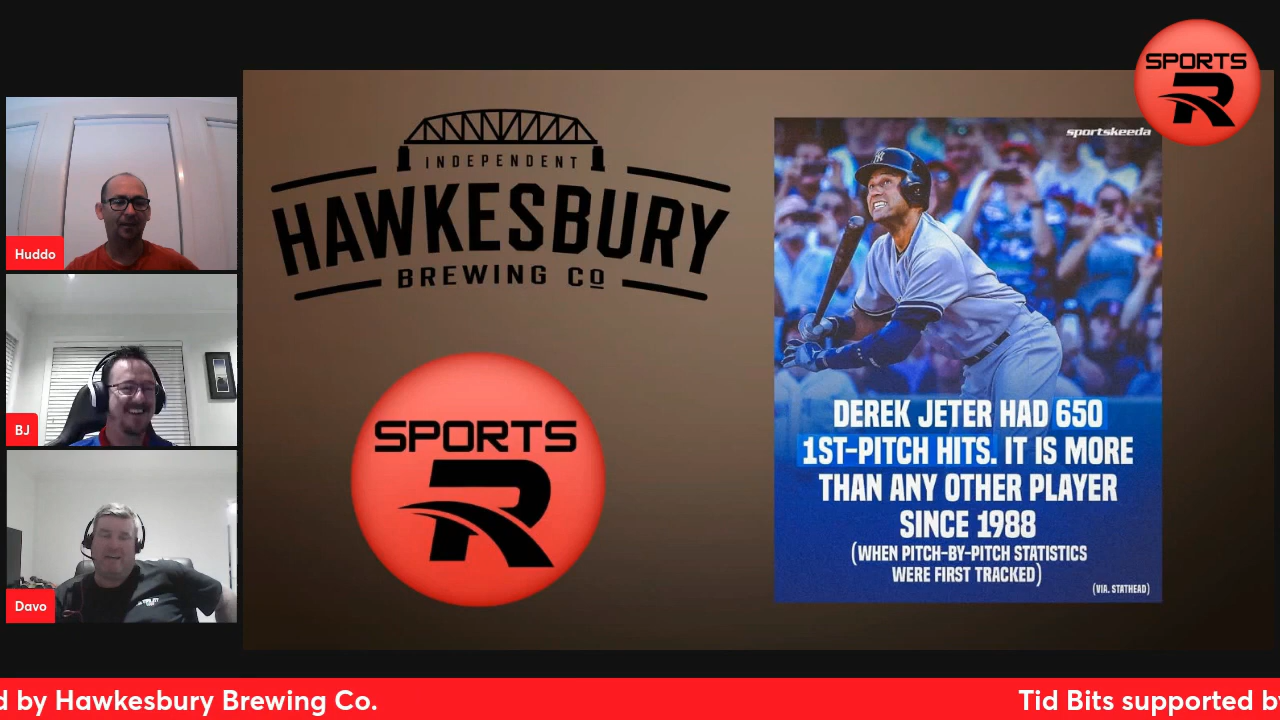 SPORTS
R
Huddo
BJ
Davo
INDEPENDENT
HAWKESBURY
BREWING Co
SPORTS
R
sportskeeda
NY
DEREK JETER HAD 650
1ST-PITCH HITS. IT IS MORE
THAN ANY OTHER PLAYER
SINCE 1988
(WHEN PITCH-BY-PITCH STATISTICS
WERE FIRST TRACKED)
(VIA. STATHEAD)
d by Hawkesbury Brewing Co.
Tid Bits supported by